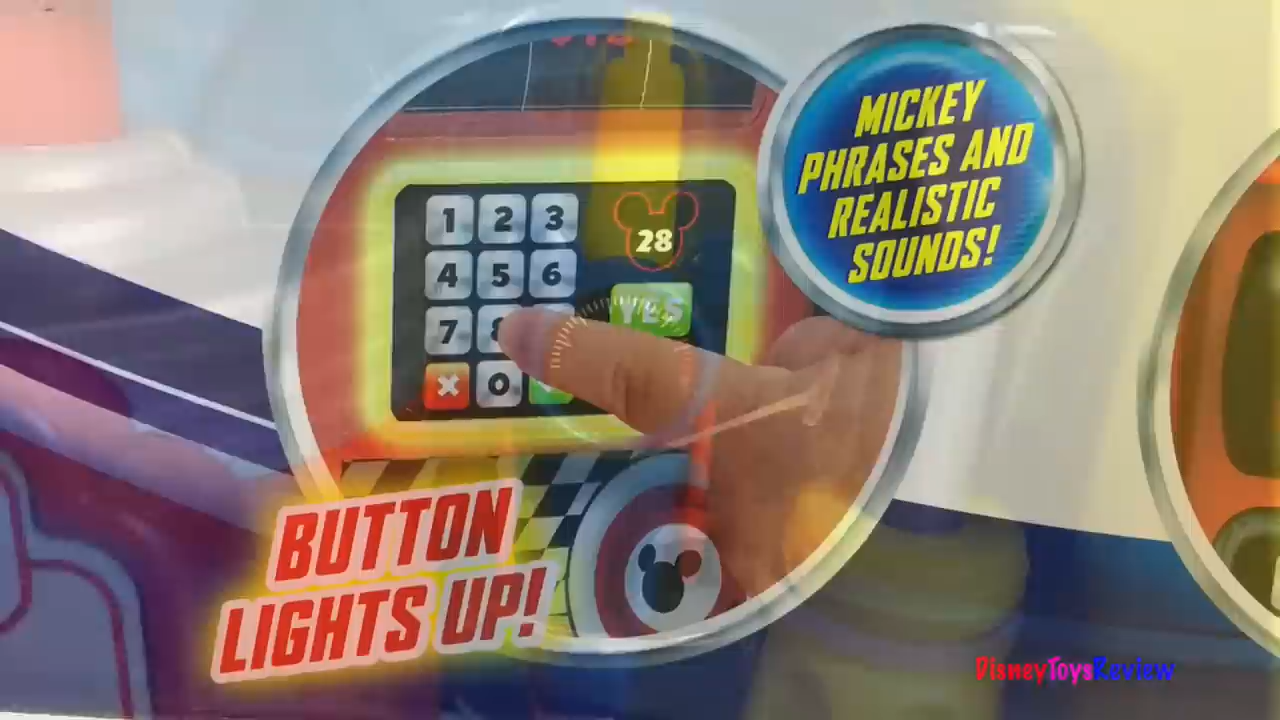 MICKEY
PHRASES AND
REALISTIC
SOUNDS!
1 2 3
28
4 5 6
YES
7 8
X 0
BUTTON
LIGHTS UP!
DisneyToysReview